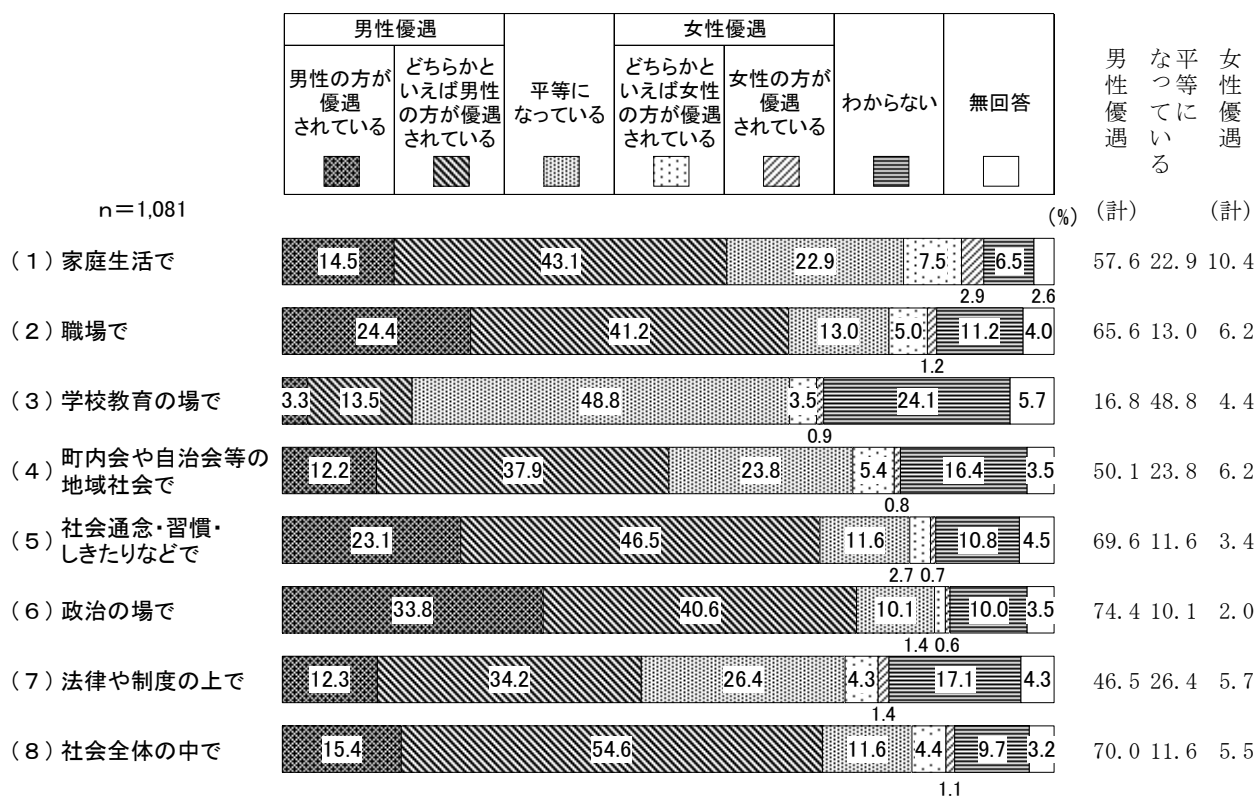 男性優遇
女性優遇
男性の方が
優遇
されている
どちらかと
いえば男性
の方が優遇
されている
平等に
なっている
どちらかと
いえば女性
の方が優遇
されている
女性の方が
優遇
されている
わからない
無回答
男性優遇
平等に
なっている
女性優遇
n=1,081
(%)
(計)
(計)
(1)家庭生活で
14.5 43.1 22.9 7.5 2.9 6.5 2.6
57.6 22.9 10.4
(2)職場で
24.4 41.2 13.0 5.0 1.2 11.2 4.0
65.6 13.0 6.2
(3)学校教育の場で
3.3 13.5 48.8 3.5 0.9 24.1 5.7
16.8 48.8 4.4
(4)町内会や自治会等の
地域社会で
12.2 37.9 23.8 5.4 0.8 16.4 3.5
50.1 23.8 6.2
(5)社会通念・習慣・
しきたりなどで
23.1 46.5 11.6 2.7 0.7 10.8 4.5
69.6 11.6 3.4
(6)政治の場で
33.8 40.6 10.1 1.4 0.6 10.0 3.5
74.4 10.1 2.0
(7)法律や制度の上で
12.3 34.2 26.4 4.3 1.4 17.1 4.3
46.5 26.4 5.7
(8)社会全体の中で
15.4 54.6 11.6 4.4 1.1 9.7 3.2
70.0 11.6 5.5